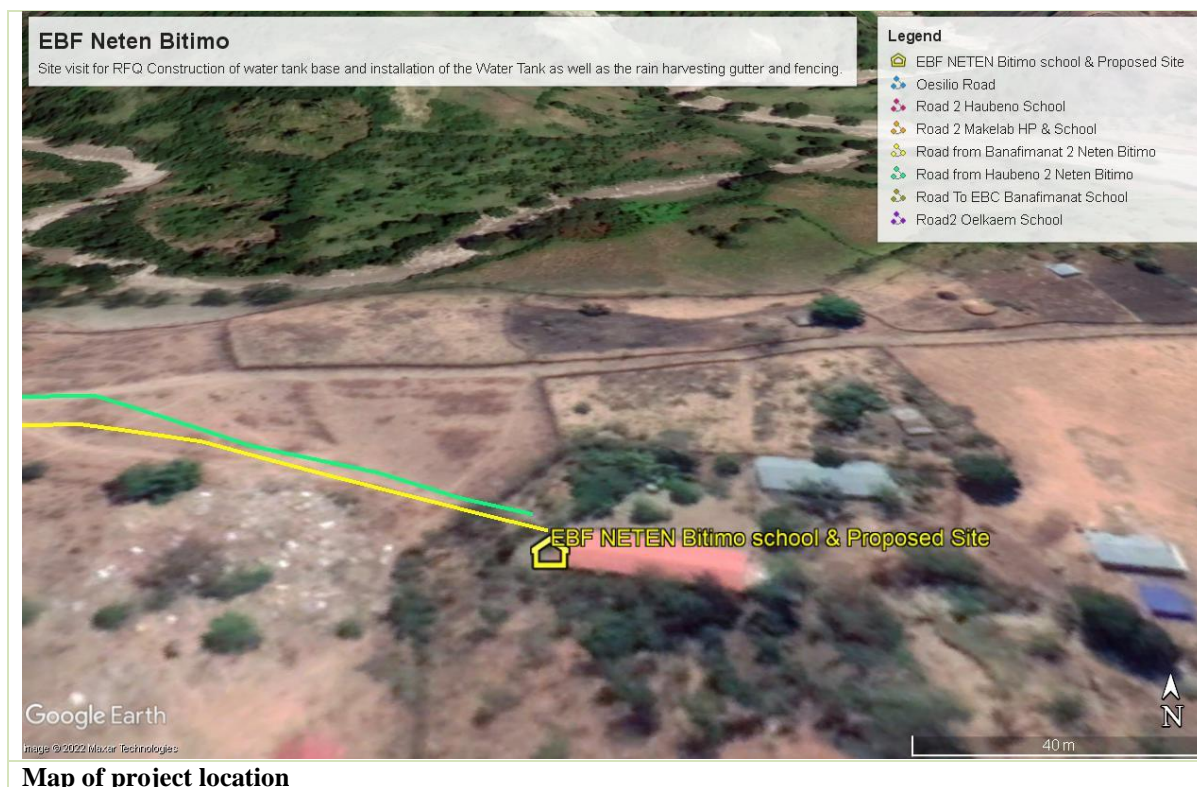 EBF Neten Bitimo
Site visit for RFQ Construction of water tank base and installation of the Water Tank as well as the rain harvesting gutter and fencing.
Legend
EBF NETEN Bitimo school & Proposed Site
Oesilio Road
Road 2 Haubeno School
Road 2 Makelab HP & School
Road from Banafimanat 2 Neten Bitimo
Road from Haubeno 2 Neten Bitimo
Road To EBC Banafimanat School
Road2 Oelkaem School
EBF NETEN Bitimo school & Proposed Site
Google Earth
Image © 2022 Maxar Technologies
N
40 m
Map of project location